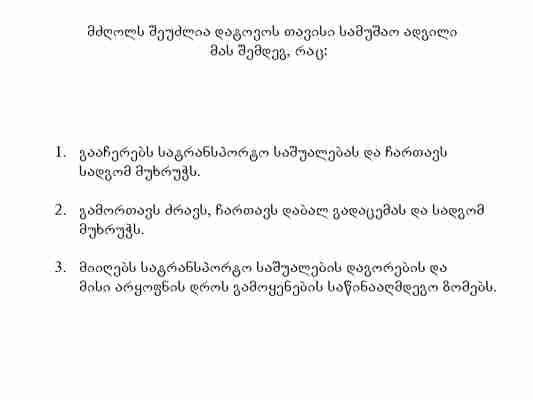 მძღოლს შეუძლია დატოვოს თავისი სამუშაო ადგილი
მას შემდეგ, რაც:
1. გააჩერებს სატრანსპორტო საშუალებას და ჩართავს
სადგომ მუხრუჭს.
2. გამორთავს ძრავს, ჩართავს დაბალ გადაცემას და სადგომ
მუხრუჭს.
3. მიიღებს სატრანსპორტო საშუალების დაგორების და
მისი არყოფნის დროს გამოყენების საწინააღმდეგო ზომებს.